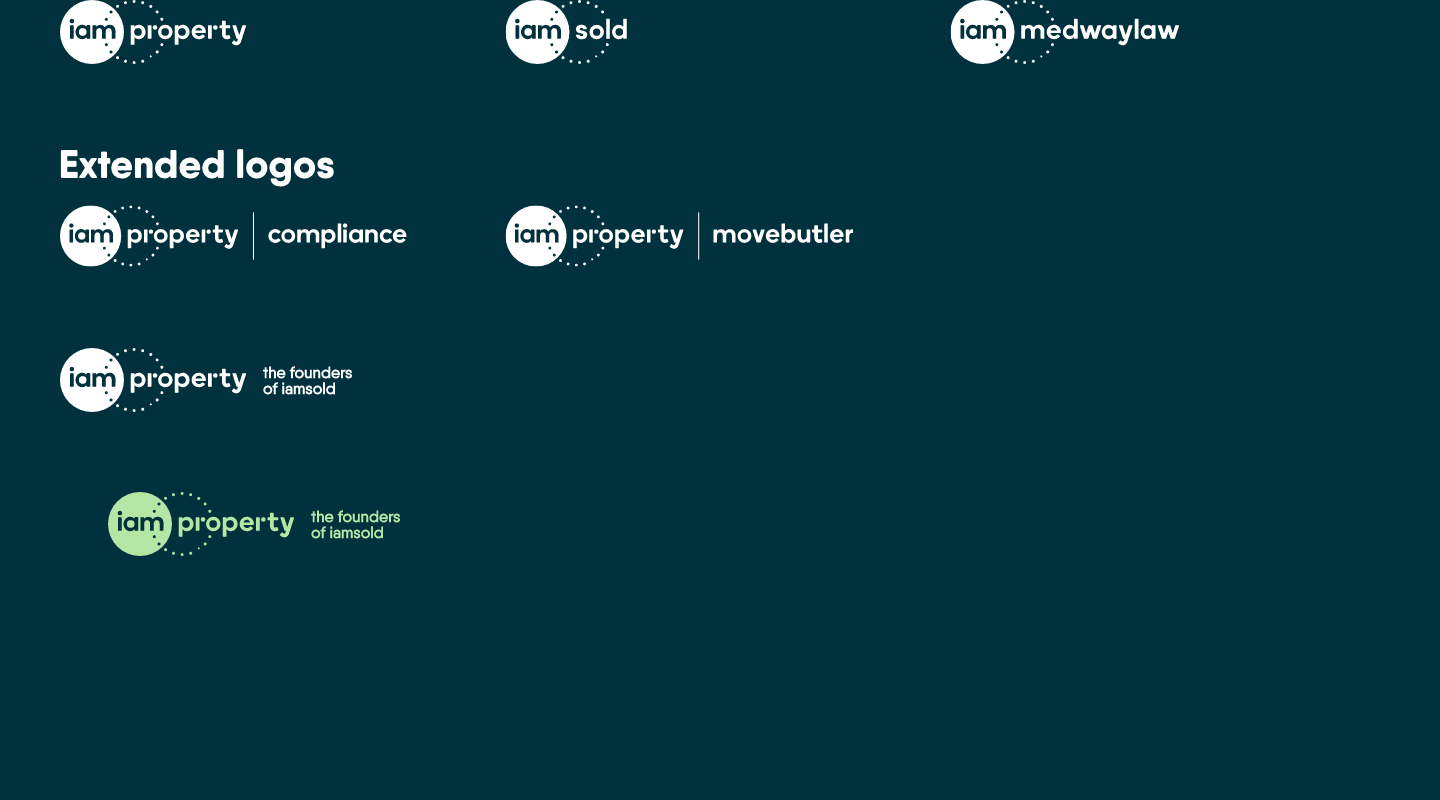 iam property
iam sold
iam medwaylaw
Extended logos
iam property | compliance
iam property | movebutler
iam property the founders
of iamsold
iam property the founders
of iamsold